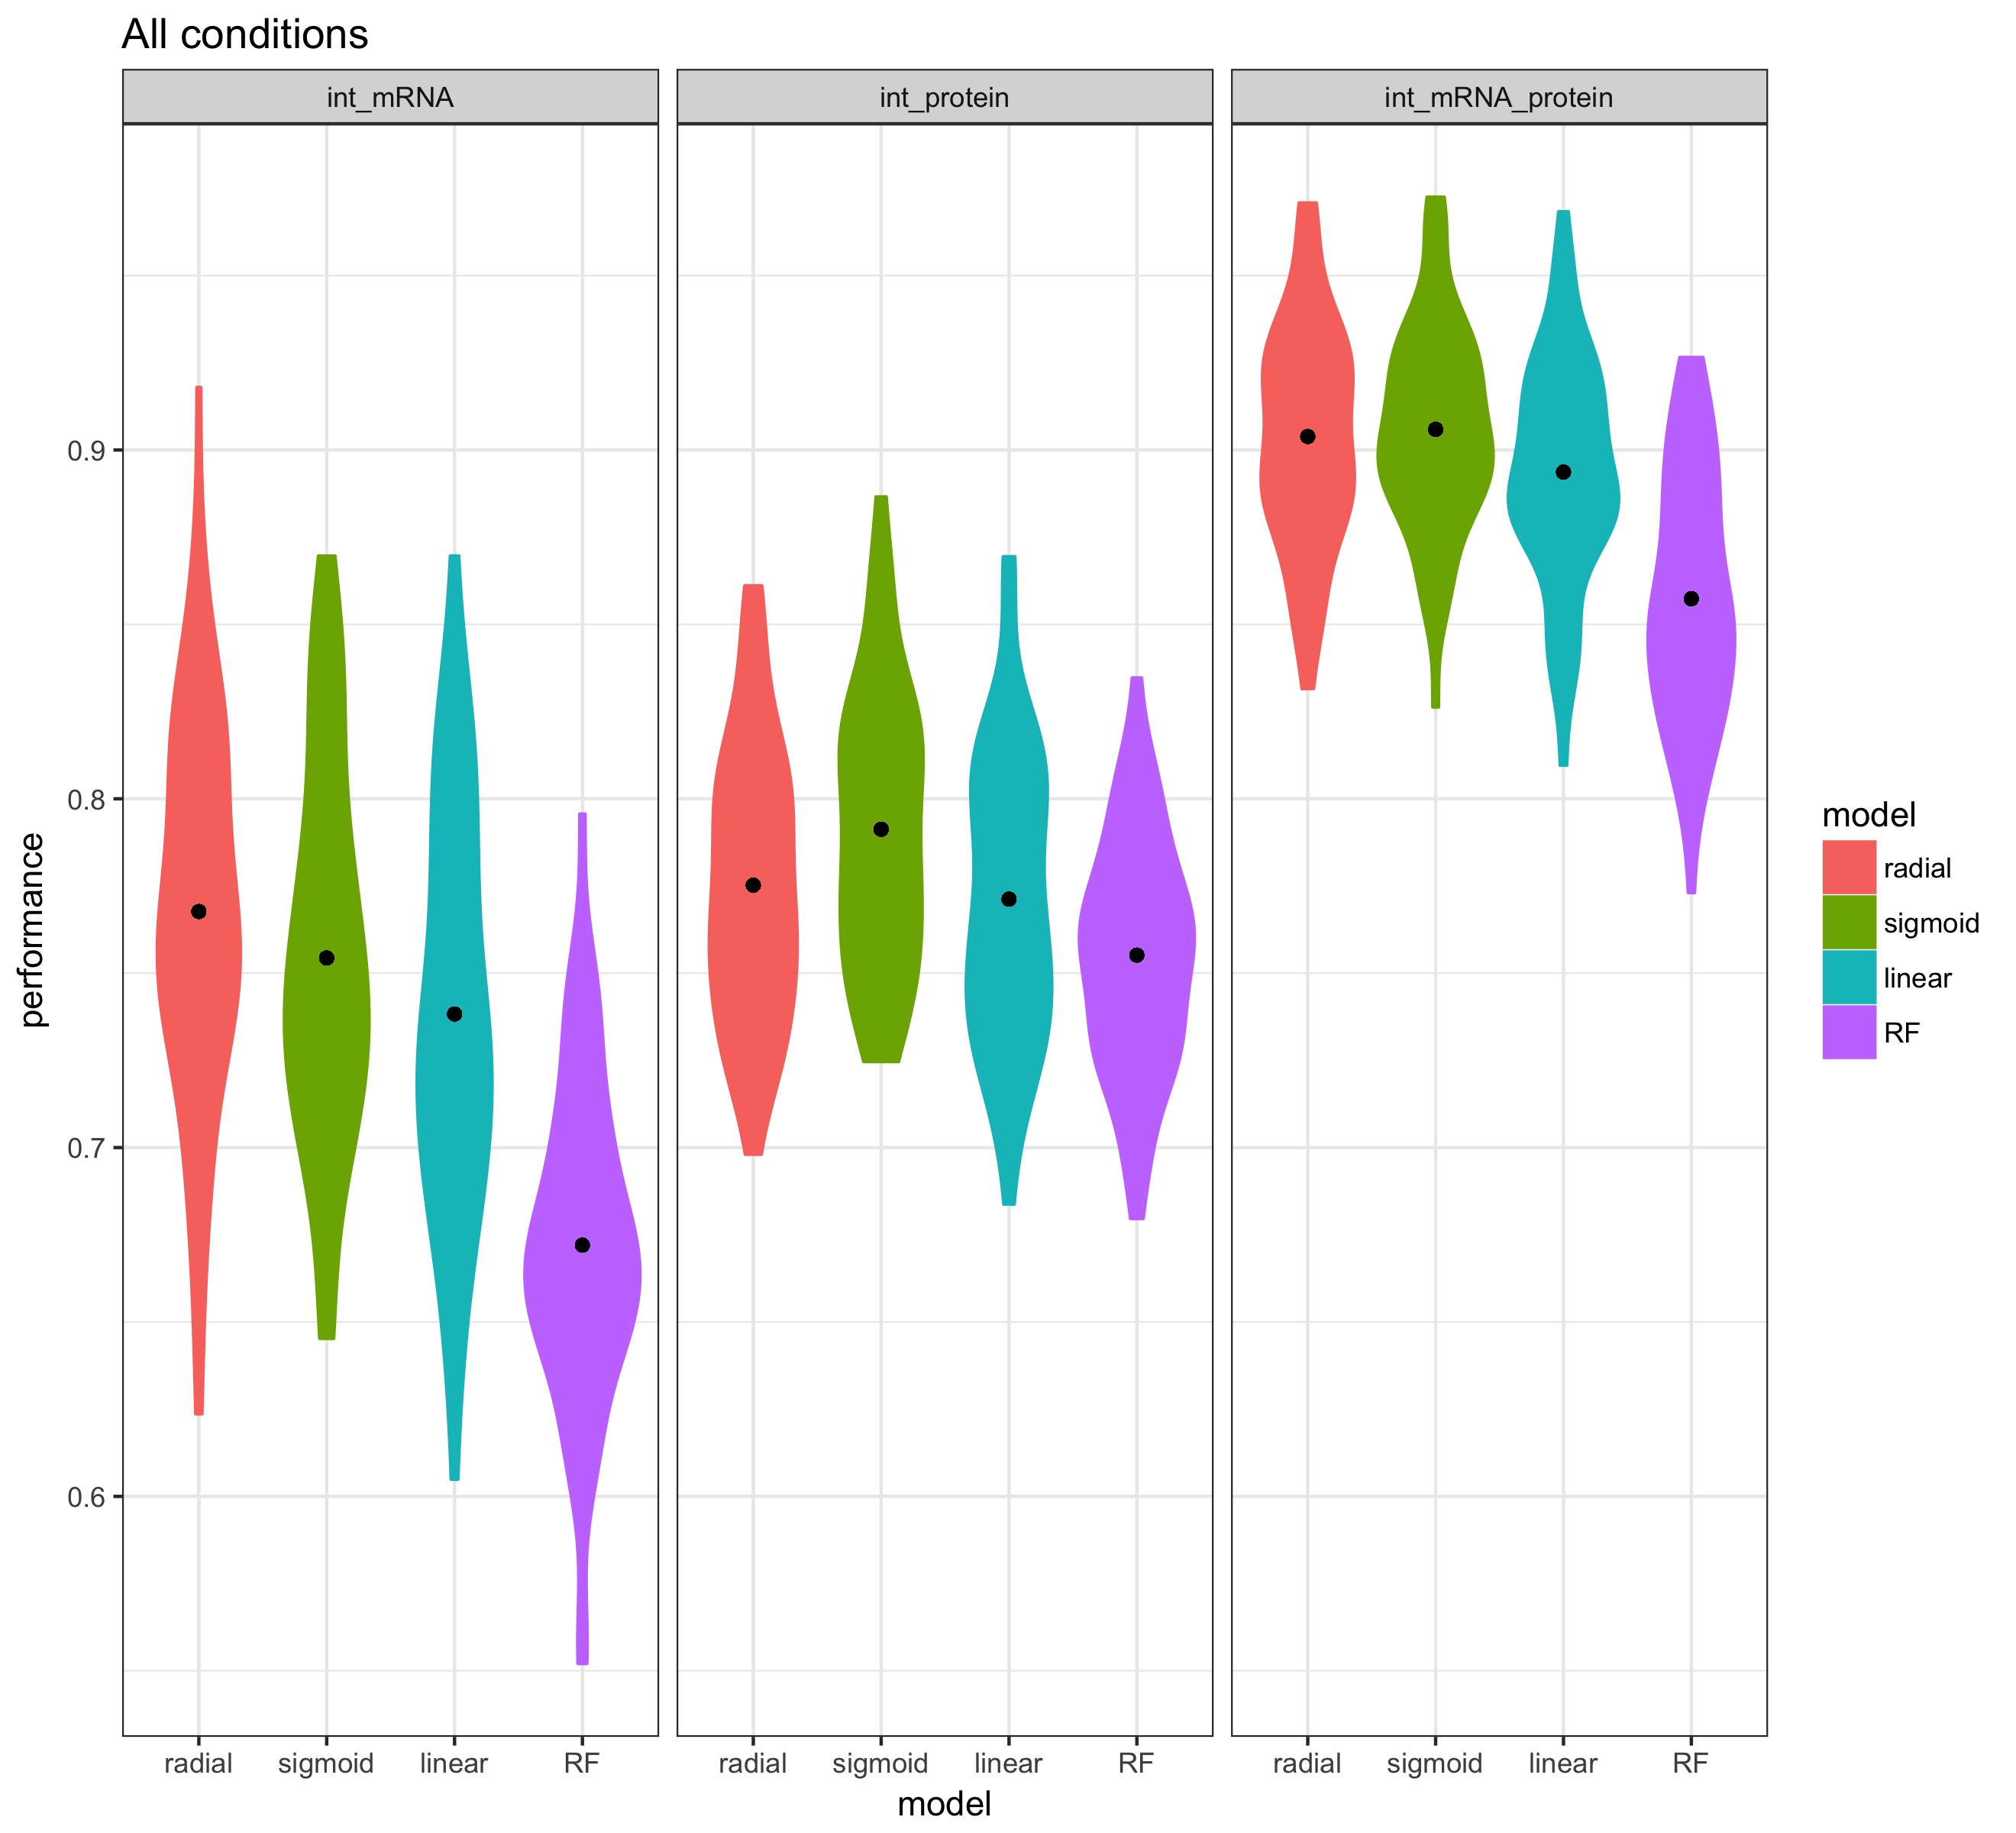 All conditions
int_mRNA
int_protein
int_mRNA_protein
performance
0.9
0.8
0.7
0.6
radial
sigmoid
linear
RF
radial
sigmoid
linear
RF
radial
sigmoid
linear
RF
model
model
radial
sigmoid
linear
RF